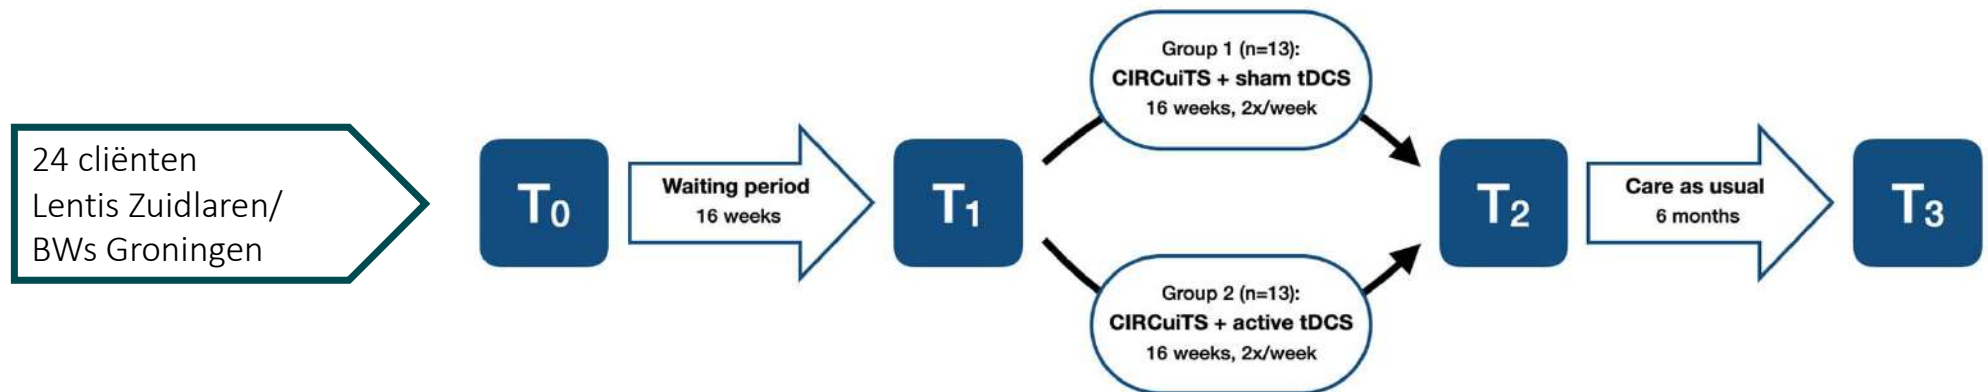 24 cliënten
Lentis Zuidlaren/
BWs Groningen
T0
Waiting period
16 weeks
T1
Group 1 (n=13):
CIRCuiTS + sham tDCS
16 weeks, 2x/week
Group 2 (n=13):
CIRCuiTS + active tDCS
16 weeks, 2x/week
T2
Care as usual
6 months
T3